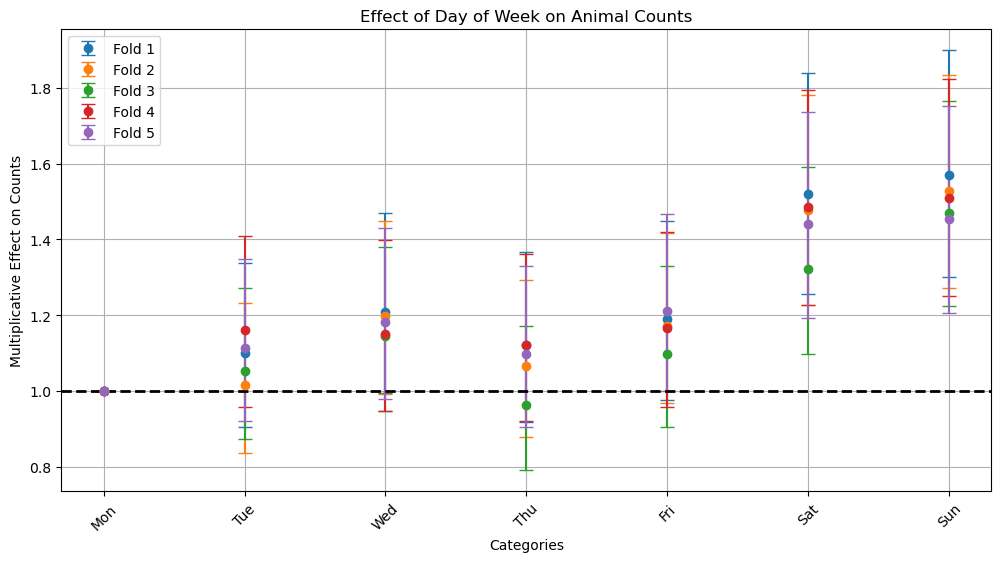 Effect of Day of Week on Animal Counts
Fold 1
Fold 2
Fold 3
Fold 4
Fold 5
Multiplicative Effect on Counts
1.8
1.6
1.4
1.2
1.0
0.8
Mon
Tue
Wed
Thu
Fri
Sat
Sun
Categories